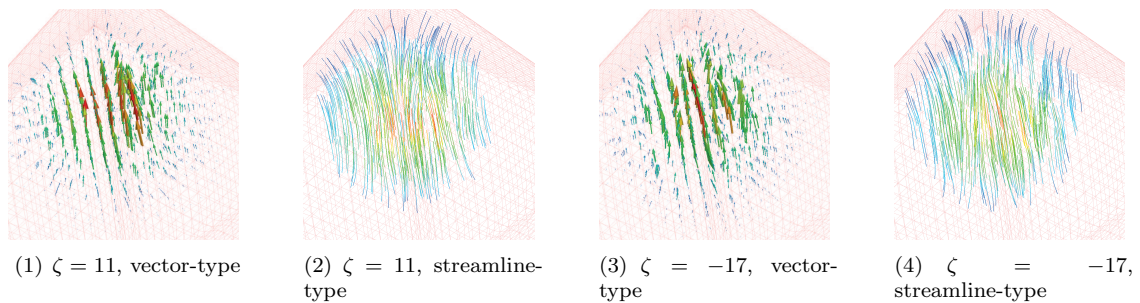 (1) ζ = 11, vector-type
(2) ζ = 11, streamline-
type
(3) ζ = −17, vector-
type
(4) ζ = −17,
streamline-type